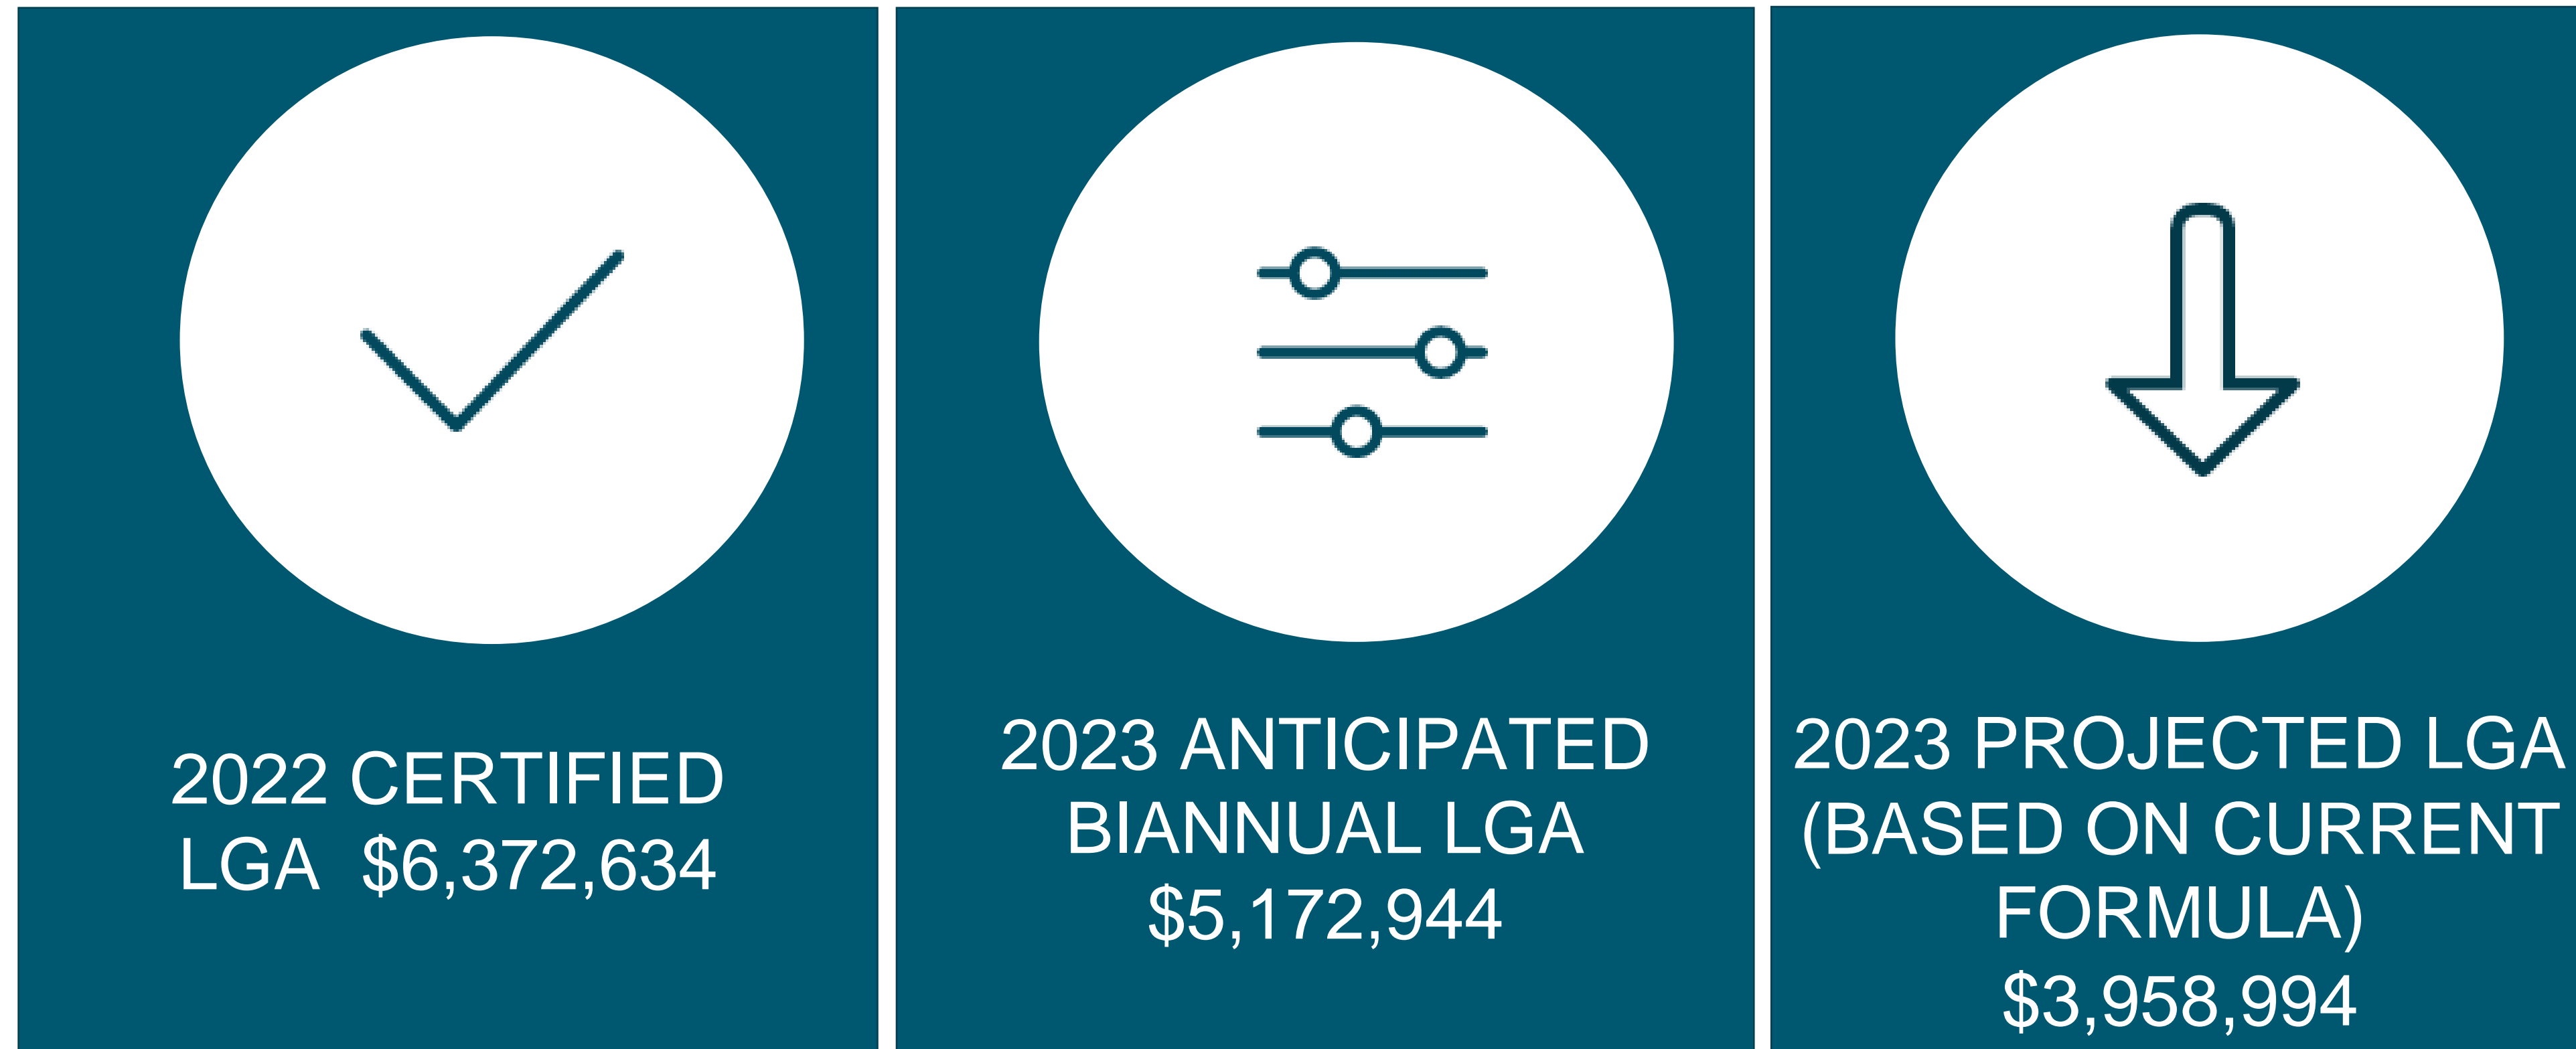 2022 CERTIFIED
LGA  $6,372,634
2023 ANTICIPATED
BIANNUAL LGA
$5,172,944
2023 PROJECTED LGA
(BASED ON CURRENT
FORMULA)
$3,958,994